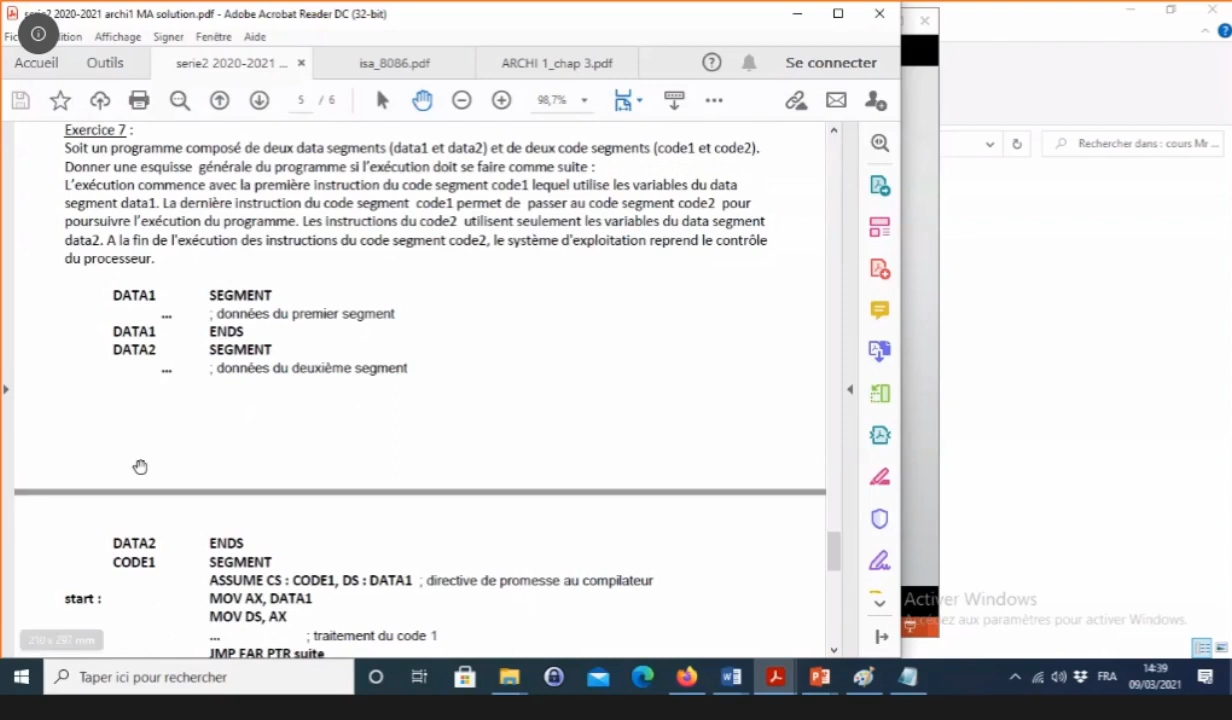 serie2 2020-2021 archi1 MA solution.pdf - Adobe Acrobat Reader DC (32-bit)
Affichage Signer Fenêtre Aide
Accueil Outils serie2 2020-2021 ... × isa_8086.pdf ARCHI 1_chap 3.pdf Se connecter
5 / 6 98,7%
Rechercher dans : cours Mr ...
Exercice 7 :
Soit un programme composé de deux data segments (data1 et data2) et de deux code segments (code1 et code2).
Donner une esquisse générale du programme si l'exécution doit se faire comme suite :
L'exécution commence avec la première instruction du code segment code1 lequel utilise les variables du data
segment data1. La dernière instruction du code segment code1 permet de passer au code segment code2 pour
poursuivre l'exécution du programme. Les instructions du code2 utilisent seulement les variables du data segment
data2. A la fin de l'exécution des instructions du code segment code2, le système d'exploitation reprend le contrôle
du processeur.
DATA1 SEGMENT
... ; données du premier segment
DATA1 ENDS
DATA2 SEGMENT
... ; données du deuxième segment
DATA2 ENDS
CODE1 SEGMENT
ASSUME CS : CODE1, DS : DATA1 ; directive de promesse au compilateur
start : MOV AX, DATA1
MOV DS, AX
... ; traitement du code 1
JMP FAR PTR suite
210 x 297 mm
Activer Windows
Accédez aux paramètres pour activer Windows.
Taper ici pour rechercher
FRA
14:39
09/03/2021